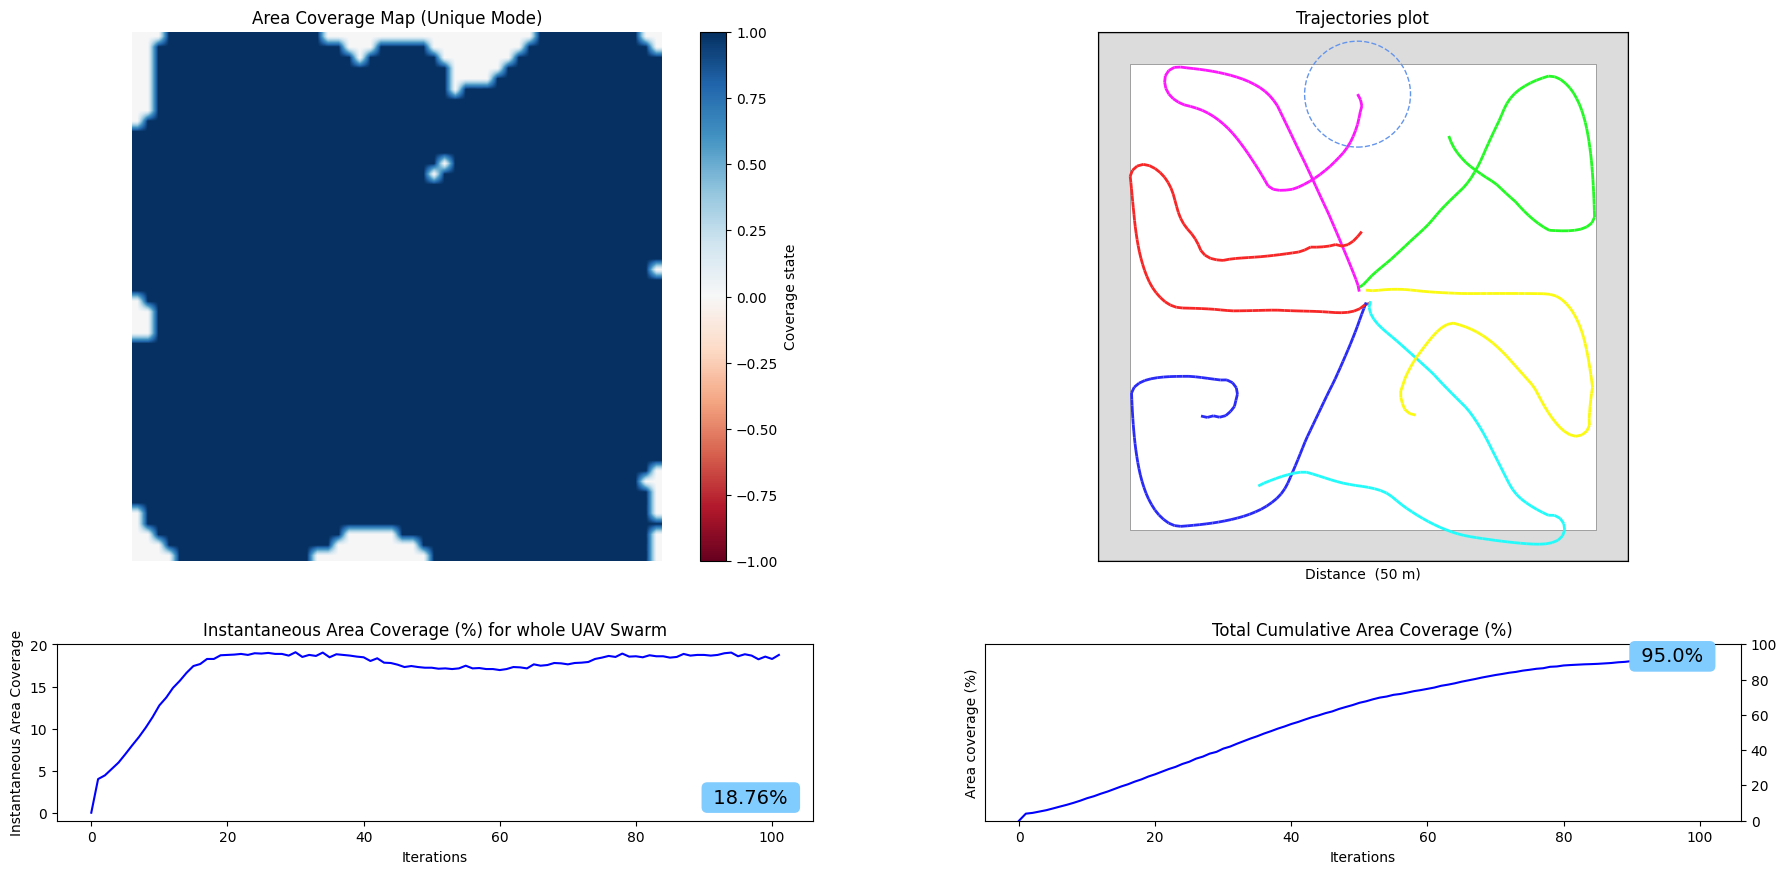 Area Coverage Map (Unique Mode)
1.00
0.75
0.50
0.25
0.00
−0.25
−0.50
−0.75
−1.00
Coverage state
Trajectories plot
Distance  (50 m)
Instantaneous Area Coverage (%) for whole UAV Swarm
Instantaneous Area Coverage
20
15
10
5
0
18.76%
0 20 40 60 80 100
Iterations
Total Cumulative Area Coverage (%)
Area coverage (%)
95.0%
100
80
60
40
20
0
0 20 40 60 80 100
Iterations